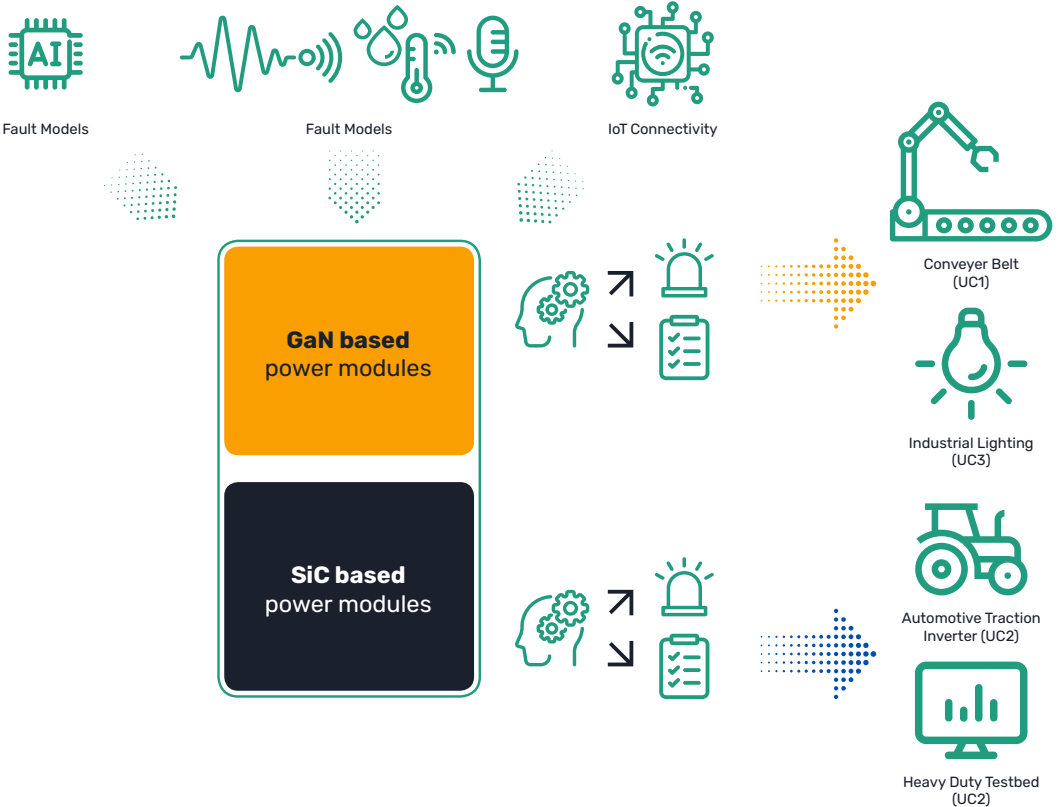 AI
Fault Models
Fault Models
IoT Connectivity
Conveyer Belt
(UC1)
GaN based
power modules
Industrial Lighting
(UC3)
SiC based
power modules
Automotive Traction
Inverter (UC2)
Heavy Duty Testbed
(UC2)